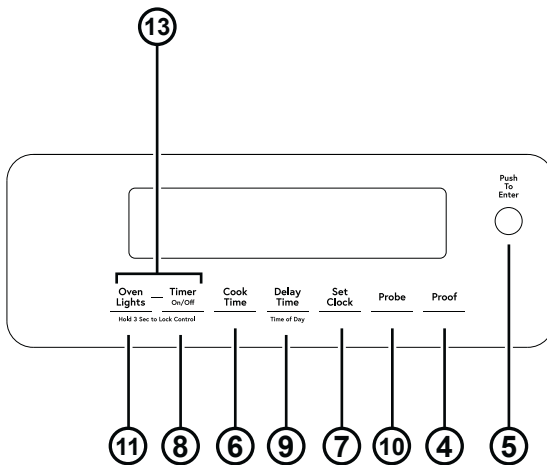 13
Push
To
Enter
Oven
Lights
Timer
On/Off
Hold 3 Sec to Lock Control
Cook
Time
Delay
Time
Time of Day
Set
Clock
Probe
Proof
11
8
6
9
7
10
4
5